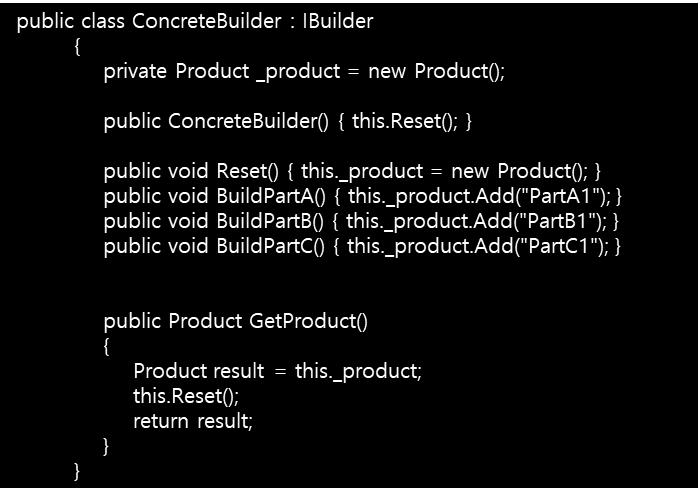 public class ConcreteBuilder : IBuilder
{
private Product _product = new Product();
public ConcreteBuilder() { this.Reset(); }
public void Reset() { this._product = new Product(); }
public void BuildPartA() { this._product.Add("PartA1"); }
public void BuildPartB() { this._product.Add("PartB1"); }
public void BuildPartC() { this._product.Add("PartC1"); }
public Product GetProduct()
{
Product result = this._product;
this.Reset();
return result;
}
}